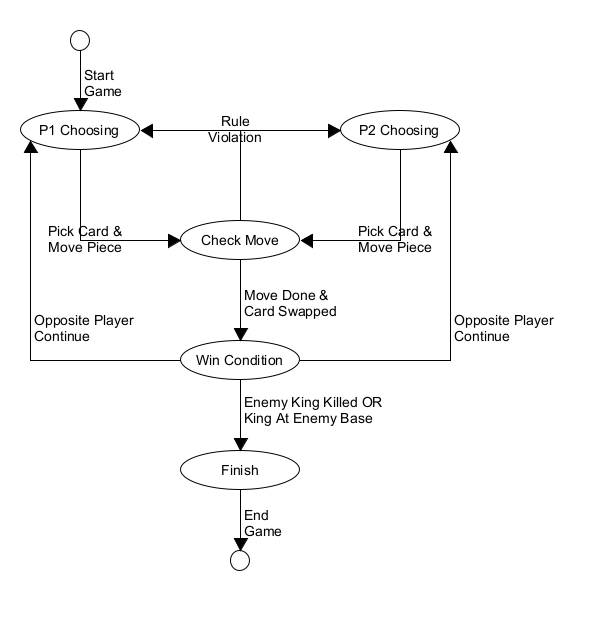 Start
Game
P1 Choosing
Rule
Violation
P2 Choosing
Pick Card &
Move Piece
Check Move
Pick Card &
Move Piece
Move Done &
Card Swapped
Opposite Player
Continue
Opposite Player
Continue
Win Condition
Enemy King Killed OR
King At Enemy Base
Finish
End
Game